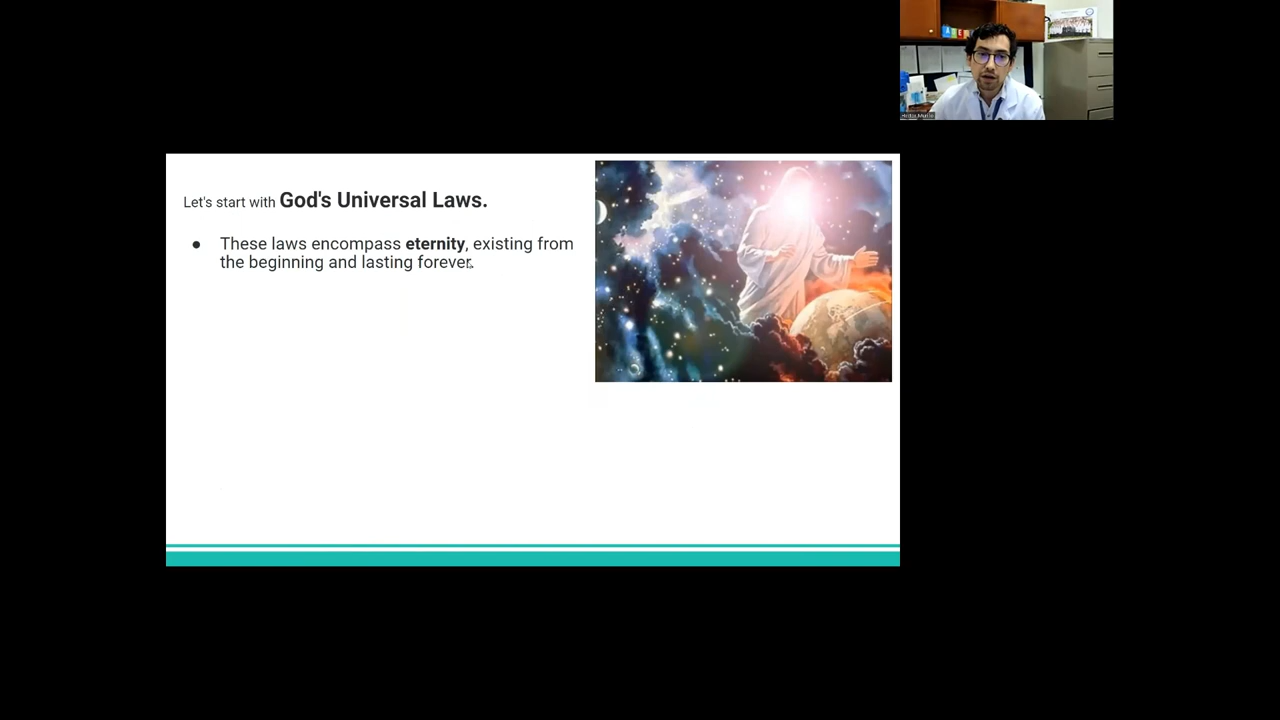 Let's start with God's Universal Laws.
● These laws encompass eternity, existing from
the beginning and lasting forever.